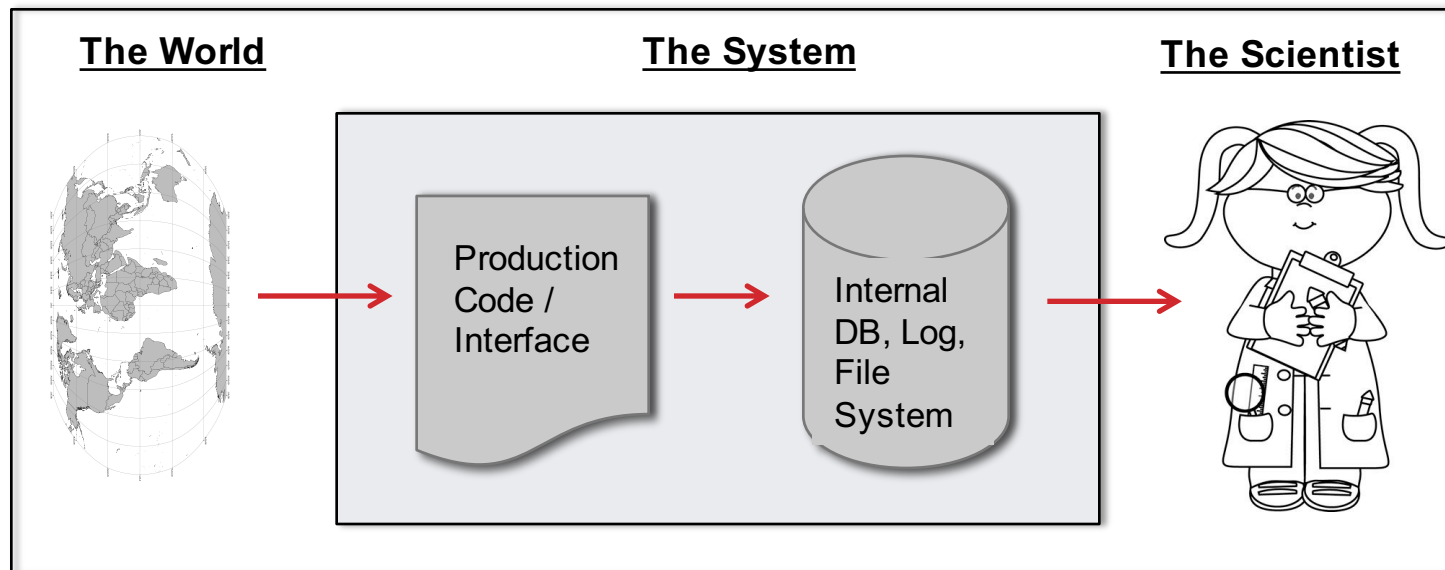 The World
The System
The Scientist
Production
Code /
Interface
Internal
DB, Log,
File
System